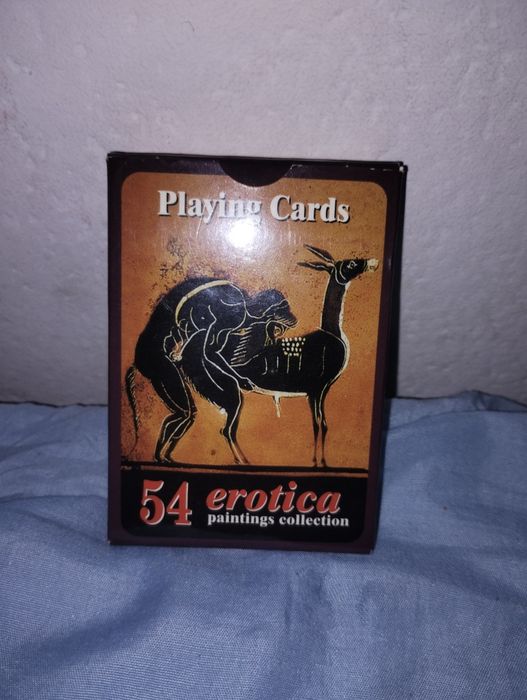 Playing Cards
54 erotica
paintings collection